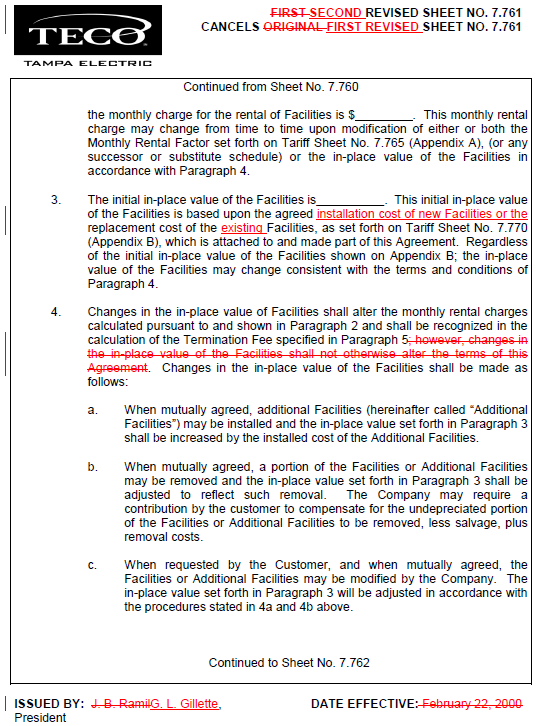 FIRST SECOND REVISED SHEET NO. 7.761
CANCELS ORIGINAL FIRST REVISED SHEET NO. 7.761
TECO
TAMPA ELECTRIC
Continued from Sheet No. 7.760
the monthly charge for the rental of Facilities is $_________. This monthly rental
charge may change from time to time upon modification of either or both the
Monthly Rental Factor set forth on Tariff Sheet No. 7.765 (Appendix A), (or any
successor or substitute schedule) or the in-place value of the Facilities in
accordance with Paragraph 4.
3. The initial in-place value of the Facilities is__________. This initial in-place value
of the Facilities is based upon the agreed installation cost of new Facilities or the
replacement cost of the existing Facilities, as set forth on Tariff Sheet No. 7.770
(Appendix B), which is attached to and made part of this Agreement. Regardless
of the initial in-place value of the Facilities shown on Appendix B; the in-place
value of the Facilities may change consistent with the terms and conditions of
Paragraph 4.
4. Changes in the in-place value of Facilities shall alter the monthly rental charges
calculated pursuant to and shown in Paragraph 2 and shall be recognized in the
calculation of the Termination Fee specified in Paragraph 5; however, changes in
the in-place value of the Facilities shall not otherwise alter the terms of this
Agreement. Changes in the in-place value of the Facilities shall be made as
follows:
a. When mutually agreed, additional Facilities (hereinafter called “Additional
Facilities”) may be installed and the in-place value set forth in Paragraph 3
shall be increased by the installed cost of the Additional Facilities.
b. When mutually agreed, a portion of the Facilities or Additional Facilities
may be removed and the in-place value set forth in Paragraph 3 shall be
adjusted to reflect such removal. The Company may require a
contribution by the customer to compensate for the undepreciated portion
of the Facilities or Additional Facilities to be removed, less salvage, plus
removal costs.
c. When requested by the Customer, and when mutually agreed, the
Facilities or Additional Facilities may be modified by the Company. The
in-place value set forth in Paragraph 3 will be adjusted in accordance with
the procedures stated in 4a and 4b above.
Continued to Sheet No. 7.762
ISSUED BY: J. B. RamilG. L. Gillette, DATE EFFECTIVE: February 22, 2000
President